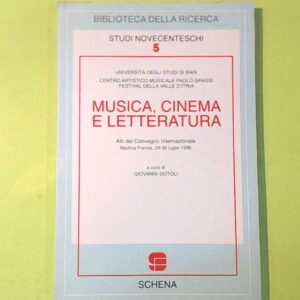 BIBLIOTECA DELLA RICERCA
STUDI NOVECENTESCHI
5
UNIVERSITÀ DEGLI STUDI DI BARI
CENTRO ARTISTICO MUSICALE PAOLO GRASSI
FESTIVAL DELLA VALLE D'ITRIA
MUSICA, CINEMA
E LETTERATURA
Atti del Convegno Internazionale
Martina Franca, 29-30 luglio 1996
a cura di
GIOVANNI DOTOLI
SCHENA